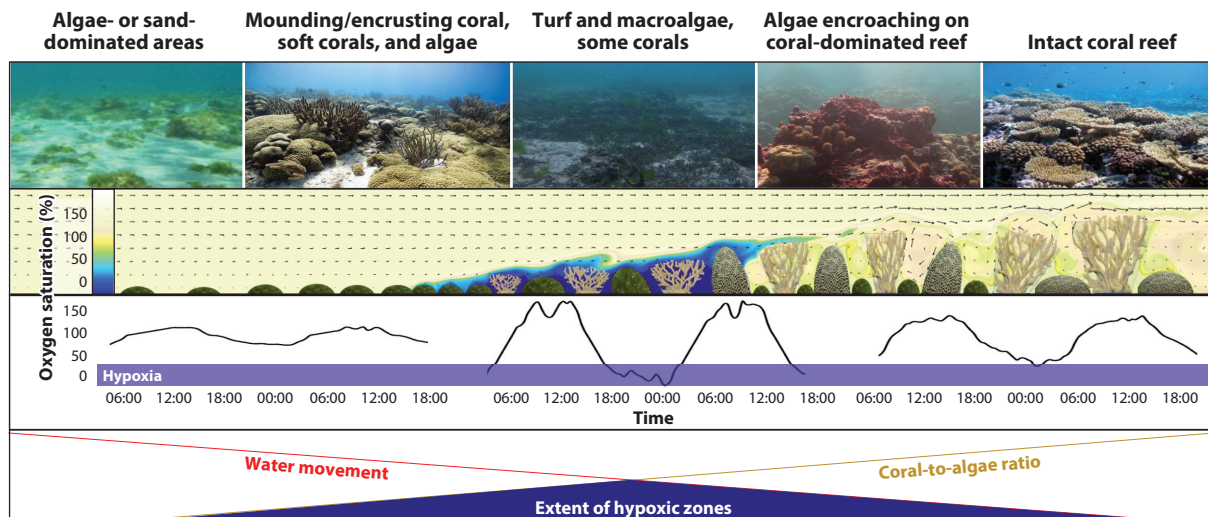 Algae- or sand-
dominated areas
Mounding/encrusting coral,
soft corals, and algae
Turf and macroalgae,
some corals
Algae encroaching on
coral-dominated reef
Intact coral reef
Oxygen saturation (%)
150
100
50
0
150
100
50
0
Hypoxia
06:00 12:00 18:00 00:00 06:00 12:00 18:00 06:00 12:00 18:00 00:00 06:00 12:00 18:00 06:00 12:00 18:00 00:00 06:00 12:00 18:00
Time
Water movement
Coral-to-algae ratio
Extent of hypoxic zones